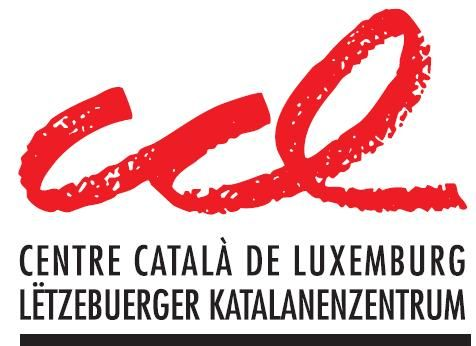 ccl
CENTRE CATALÀ DE LUXEMBURG
LËTZEBUERGER KATALANENZENTRUM